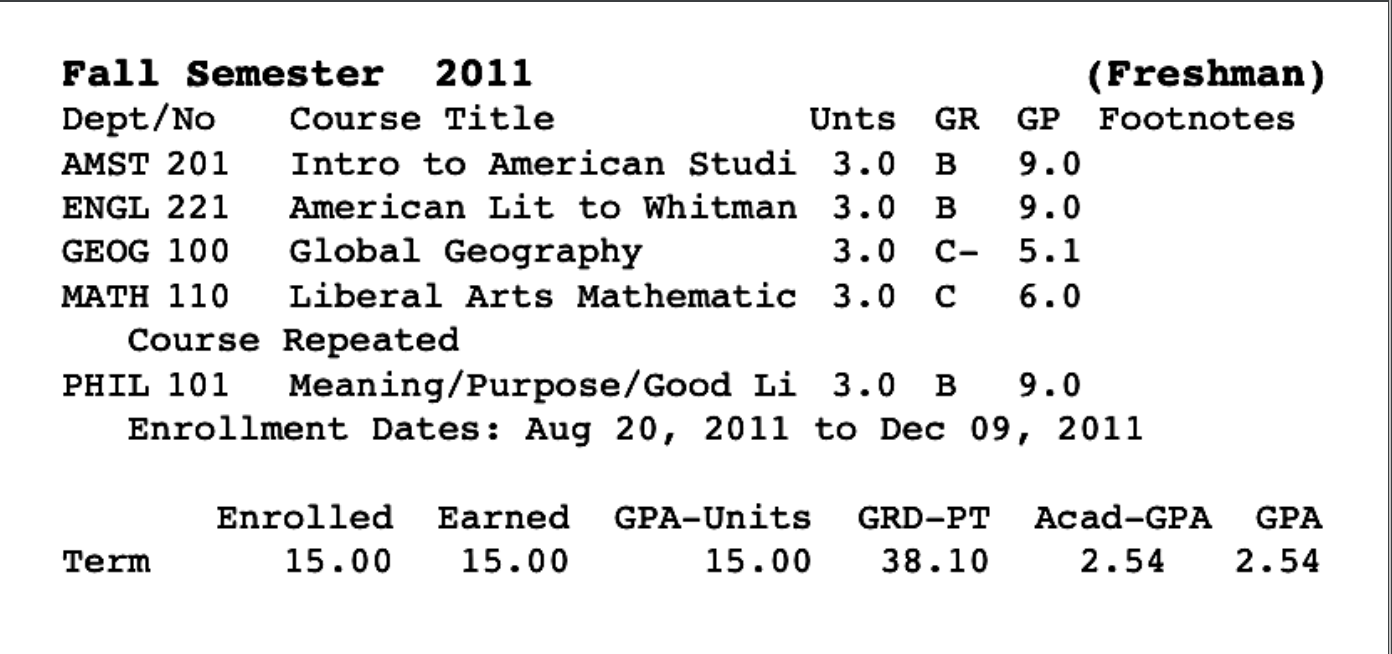 Fall Semester 2011 (Freshman)
Dept/No Course Title Unts GR GP Footnotes
AMST 201 Intro to American Studi 3.0 B 9.0
ENGL 221 American Lit to Whitman 3.0 B 9.0
GEOG 100 Global Geography 3.0 C- 5.1
MATH 110 Liberal Arts Mathematic 3.0 C 6.0
Course Repeated
PHIL 101 Meaning/Purpose/Good Li 3.0 B 9.0
Enrollment Dates: Aug 20, 2011 to Dec 09, 2011
Enrolled Earned GPA-Units GRD-PT Acad-GPA GPA
Term 15.00 15.00 15.00 38.10 2.54 2.54